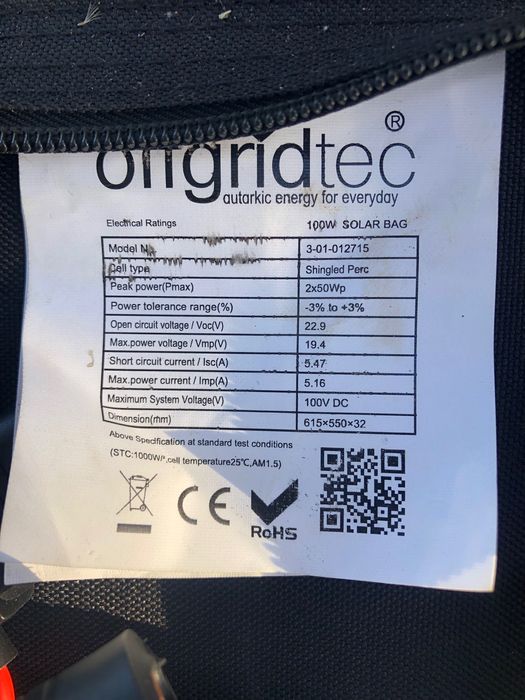 offgridtec®
autarkic energy for everyday
Electrical Ratings 100W SOLAR BAG
Model No. 3-01-012715
Cell type Shingled Perc
Peak power(Pmax) 2x50Wp
Power tolerance range(%) -3% to +3%
Open circuit voltage / Voc(V) 22.9
Max.power voltage / Vmp(V) 19.4
Short circuit current / Isc(A) 5.47
Max.power current / Imp(A) 5.16
Maximum System Voltage(V) 100V DC
Dimension(mm) 615×550×32
Above Specification at standard test conditions
(STC:1000W/ ,cell temperature25℃,AM1.5)
CE
RoHS